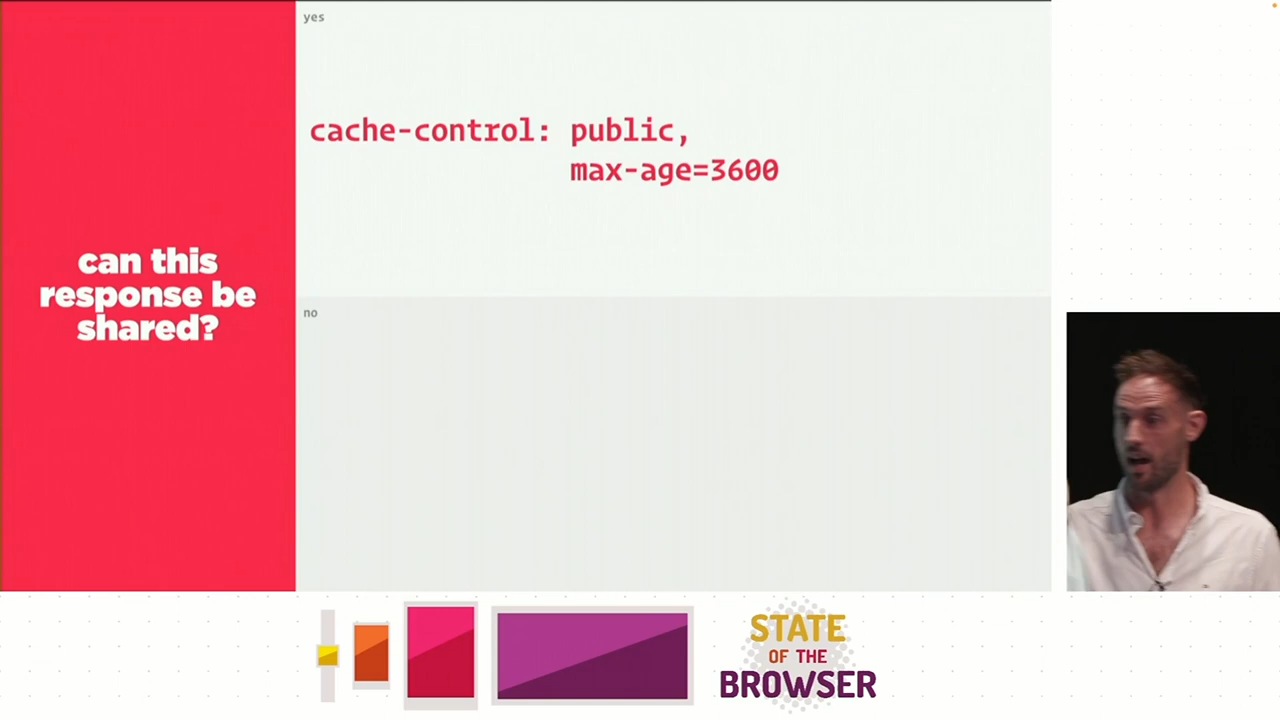 can this
response be
shared?
yes
cache-control: public,
max-age=3600
no
STATE
OF THE
BROWSER